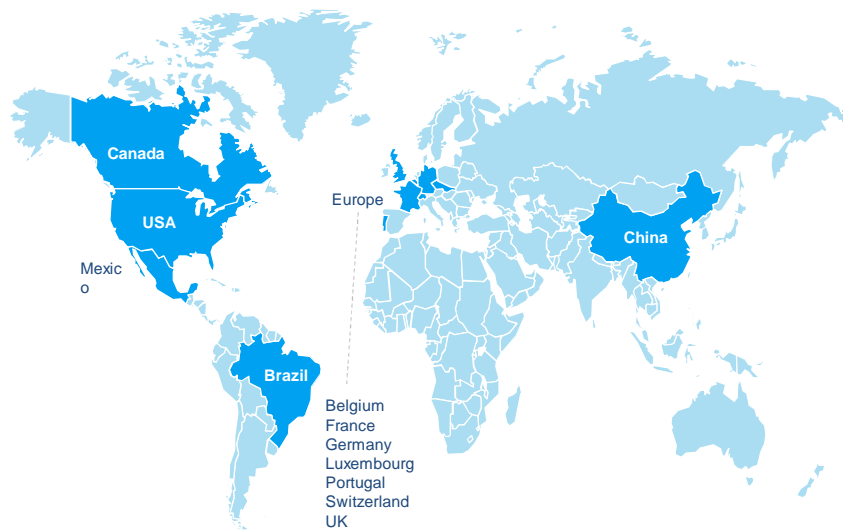 Canada
USA
Mexic
o
Europe
China
Brazil
Belgium
France
Germany
Luxembourg
Portugal
Switzerland
UK